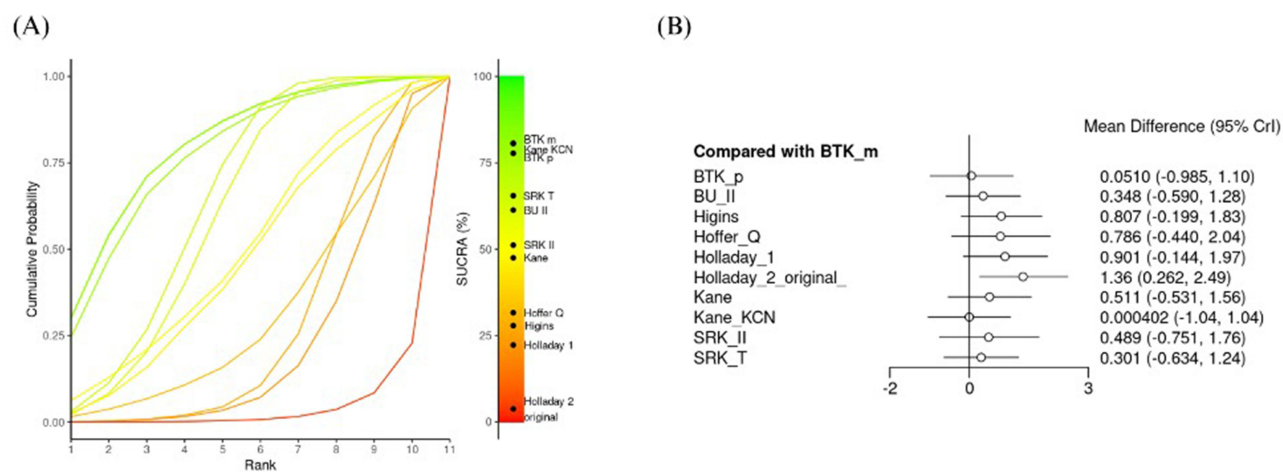 (A)
1.00
0.75
0.50
0.25
0.00
Cumulative Probability
1 2 3 4 5 6 7 8 9 10 11
Rank
100
75
50
25
0
SUCRA (%)
BTK m
Kane KCN
BTK p
SRK T
BU II
SRK II
Kane
Hoffer Q
Higins
Holladay 1
Holladay 2
original
(B)
Mean Difference (95% CrI)
Compared with BTK_m
BTK_p 0.0510 (-0.985, 1.10)
BU_II 0.348 (-0.590, 1.28)
Higins 0.807 (-0.199, 1.83)
Hoffer_Q 0.786 (-0.440, 2.04)
Holladay_1 0.901 (-0.144, 1.97)
Holladay_2_original_ 1.36 (0.262, 2.49)
Kane 0.511 (-0.531, 1.56)
Kane_KCN 0.000402 (-1.04, 1.04)
SRK_II 0.489 (-0.751, 1.76)
SRK_T 0.301 (-0.634, 1.24)
-2 0 3